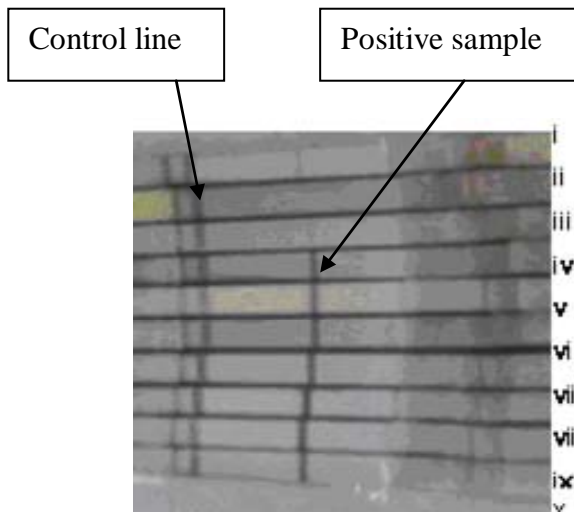 Control line
Positive sample
i
ii
iii
iv
v
vi
vii
vii
ix